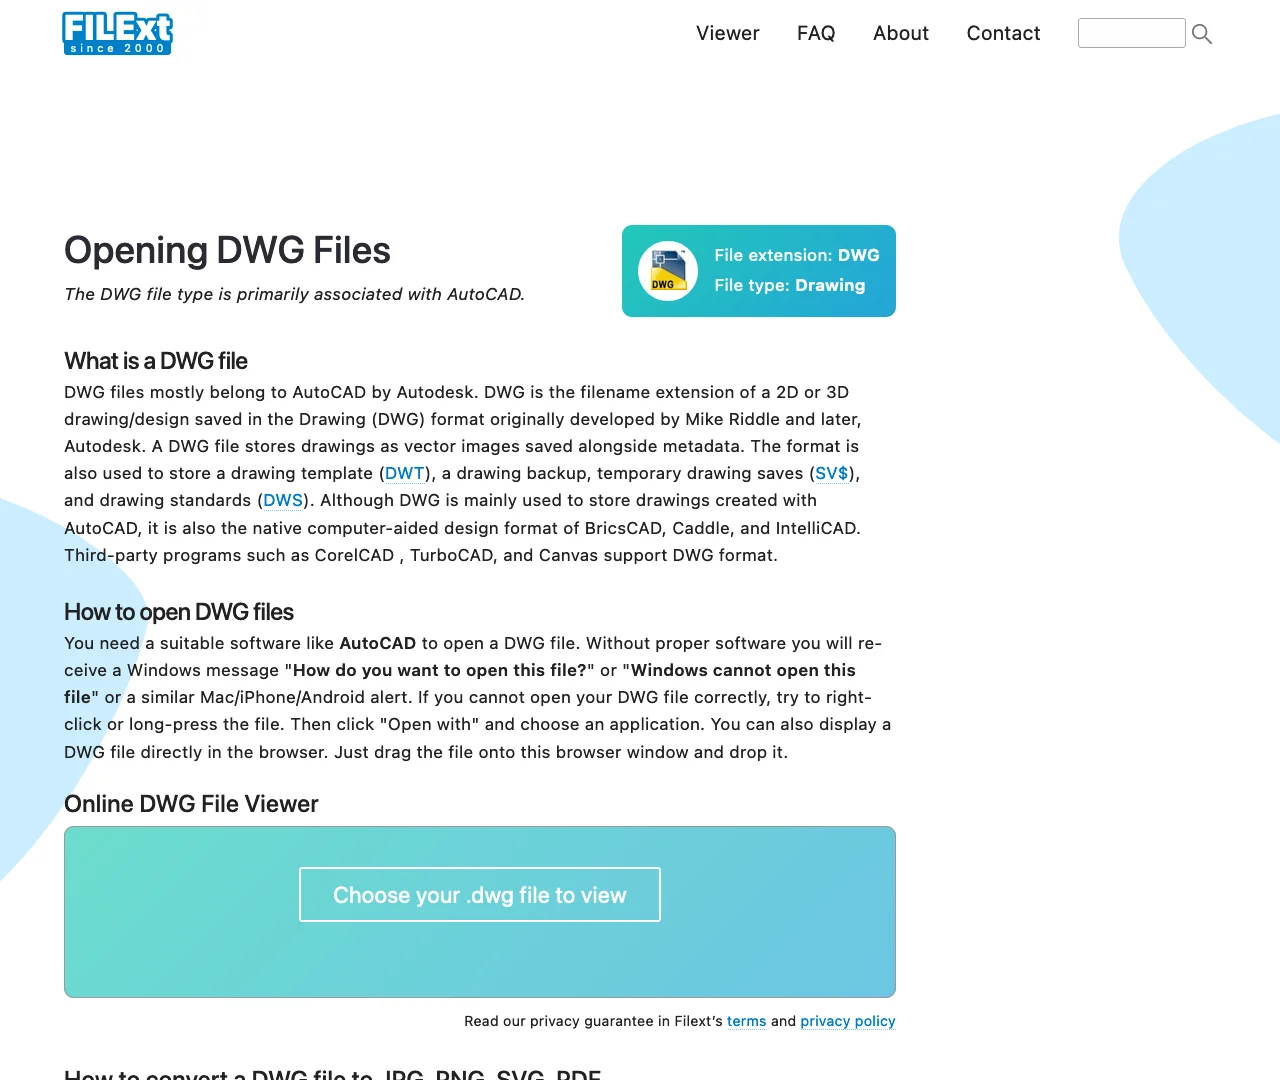 FILExt
since 2000
Viewer FAQ About Contact
Opening DWG Files
The DWG file type is primarily associated with AutoCAD.
DWG
File extension: DWG
File type: Drawing
What is a DWG file
DWG files mostly belong to AutoCAD by Autodesk. DWG is the filename extension of a 2D or 3D
drawing/design saved in the Drawing (DWG) format originally developed by Mike Riddle and later,
Autodesk. A DWG file stores drawings as vector images saved alongside metadata. The format is
also used to store a drawing template (DWT), a drawing backup, temporary drawing saves (SV$),
and drawing standards (DWS). Although DWG is mainly used to store drawings created with
AutoCAD, it is also the native computer-aided design format of BricsCAD, Caddle, and IntelliCAD.
Third-party programs such as CorelCAD , TurboCAD, and Canvas support DWG format.
How to open DWG files
You need a suitable software like AutoCAD to open a DWG file. Without proper software you will re-
ceive a Windows message "How do you want to open this file?" or "Windows cannot open this
file" or a similar Mac/iPhone/Android alert. If you cannot open your DWG file correctly, try to right-
click or long-press the file. Then click "Open with" and choose an application. You can also display a
DWG file directly in the browser. Just drag the file onto this browser window and drop it.
Online DWG File Viewer
Choose your .dwg file to view
Read our privacy guarantee in Filext’s terms and privacy policy
How to convert a DWG file to JPG, PNG, SVG, PDF